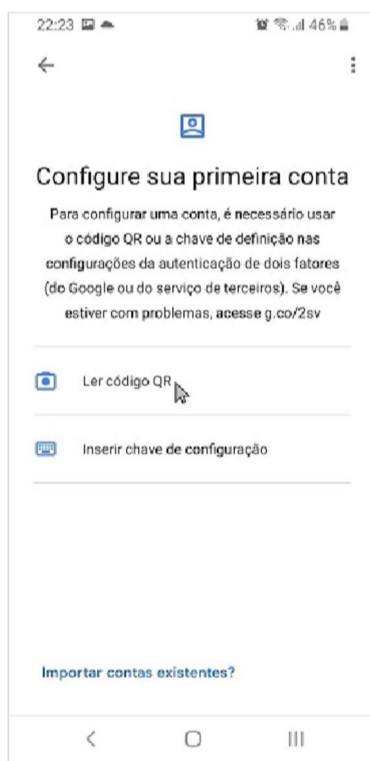 22:23 46%
Configure sua primeira conta
Para configurar uma conta, é necessário usar
o código QR ou a chave de definição nas
configurações da autenticação de dois fatores
(do Google ou do serviço de terceiros). Se você
estiver com problemas, acesse g.co/2sv
Ler código QR
Inserir chave de configuração
Importar contas existentes?